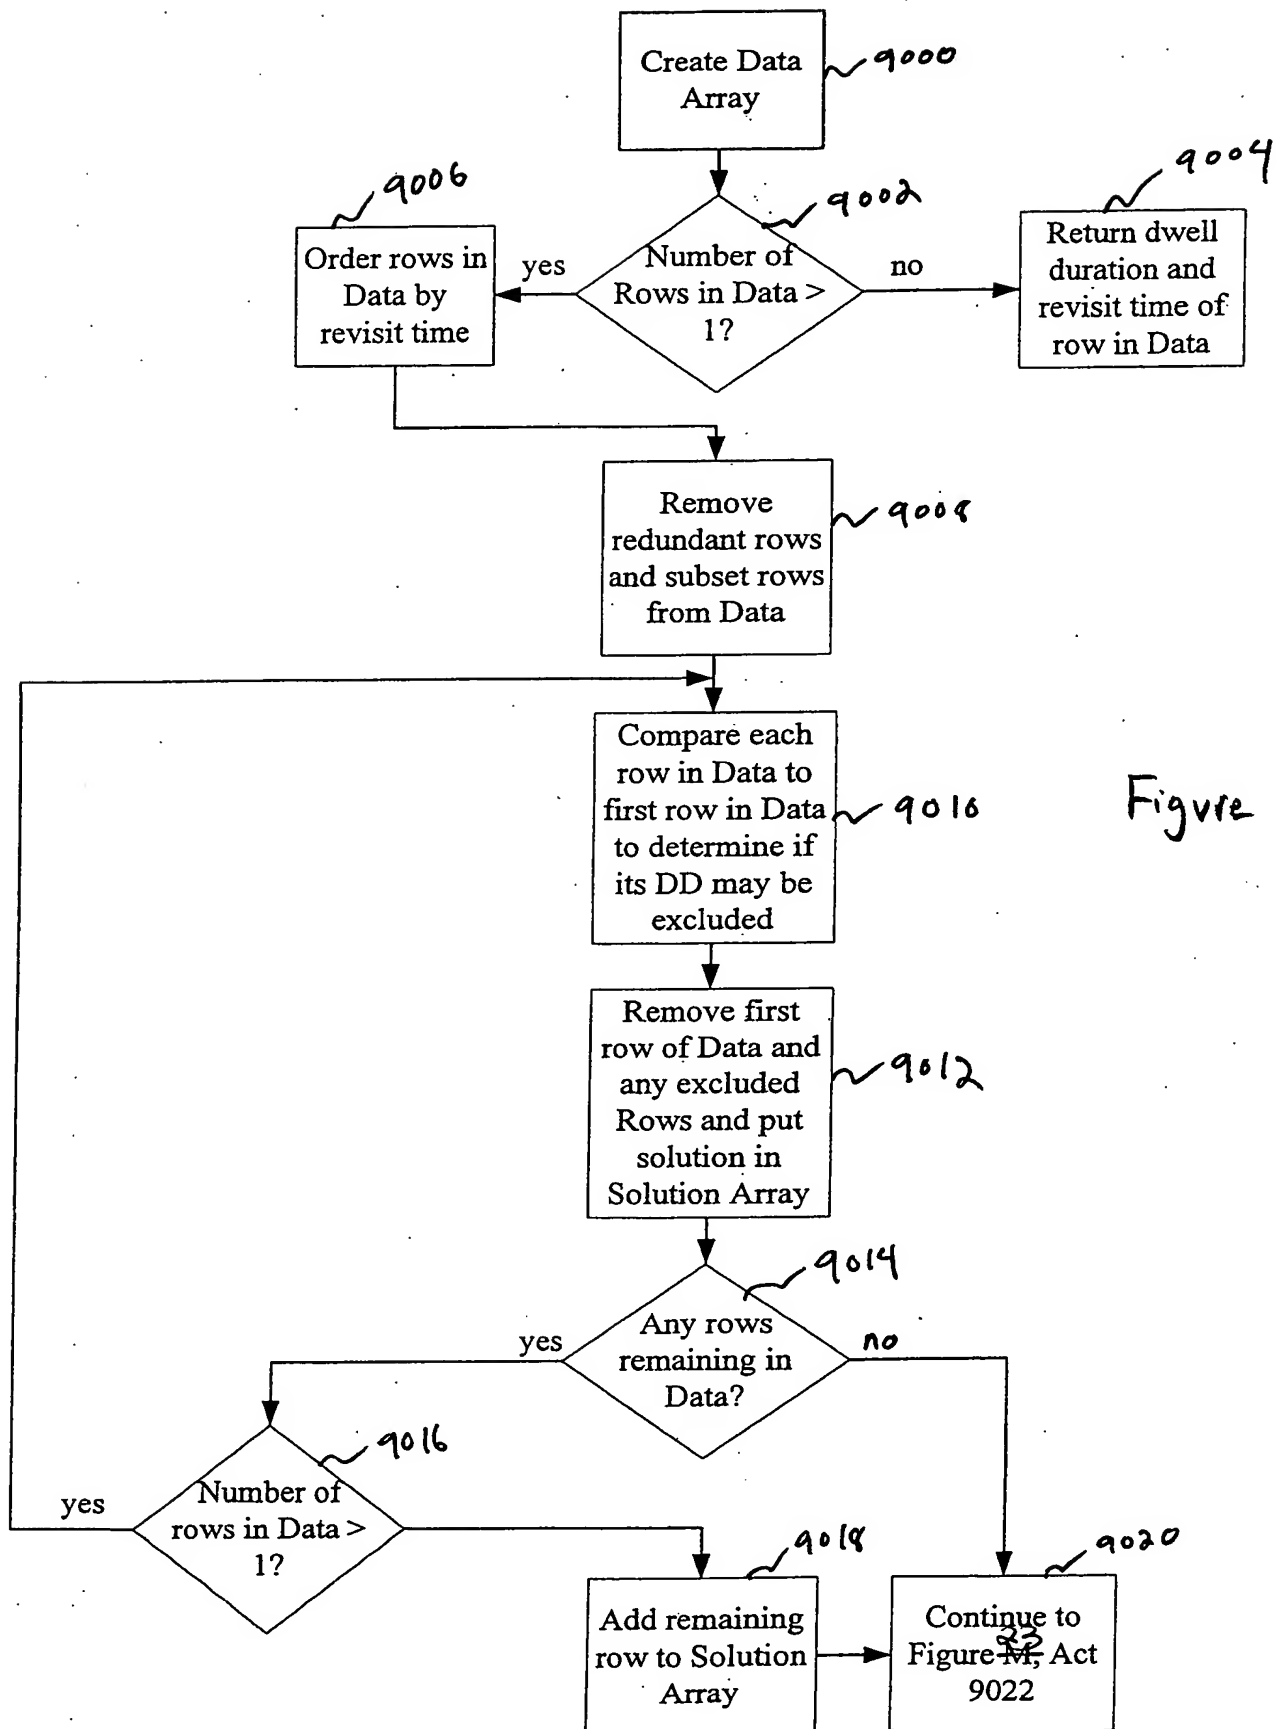 Create Data
Array
9000
9006
9002
9004
Order rows in
Data by
revisit time
yes
Number of
Rows in Data >
1?
no
Return dwell
duration and
revisit time of
row in Data
Remove
redundant rows
and subset rows
from Data
9008
Compare each
row in Data to
first row in Data
to determine if
its DD may be
excluded
9010
Figure
Remove first
row of Data and
any excluded
Rows and put
solution in
Solution Array
9012
9014
yes
Any rows
remaining in
Data?
no
9016
yes
Number of
rows in Data >
1?
9018
9020
Add remaining
row to Solution
Array
Continue to
23
Figure M, Act
9022